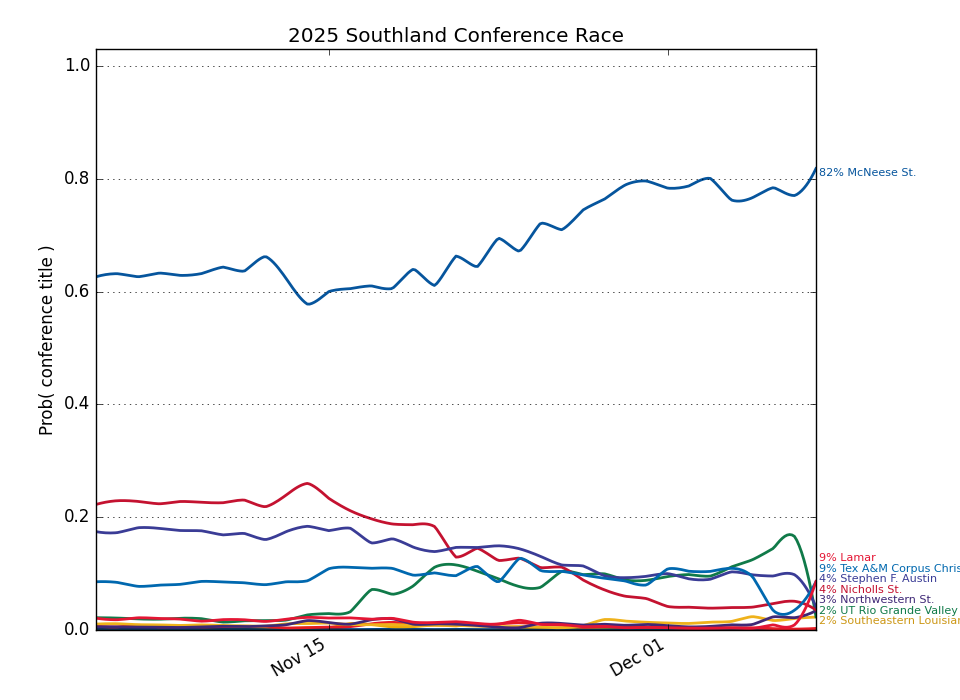 2025 Southland Conference Race
1.0
0.8
0.6
0.4
0.2
0.0
Prob( conference title )
Nov 15
Dec 01
82% McNeese St.
9% Lamar
9% Tex A&M Corpus Chris
4% Stephen F. Austin
4% Nicholls St.
3% Northwestern St.
2% UT Rio Grande Valley
2% Southeastern Louisian